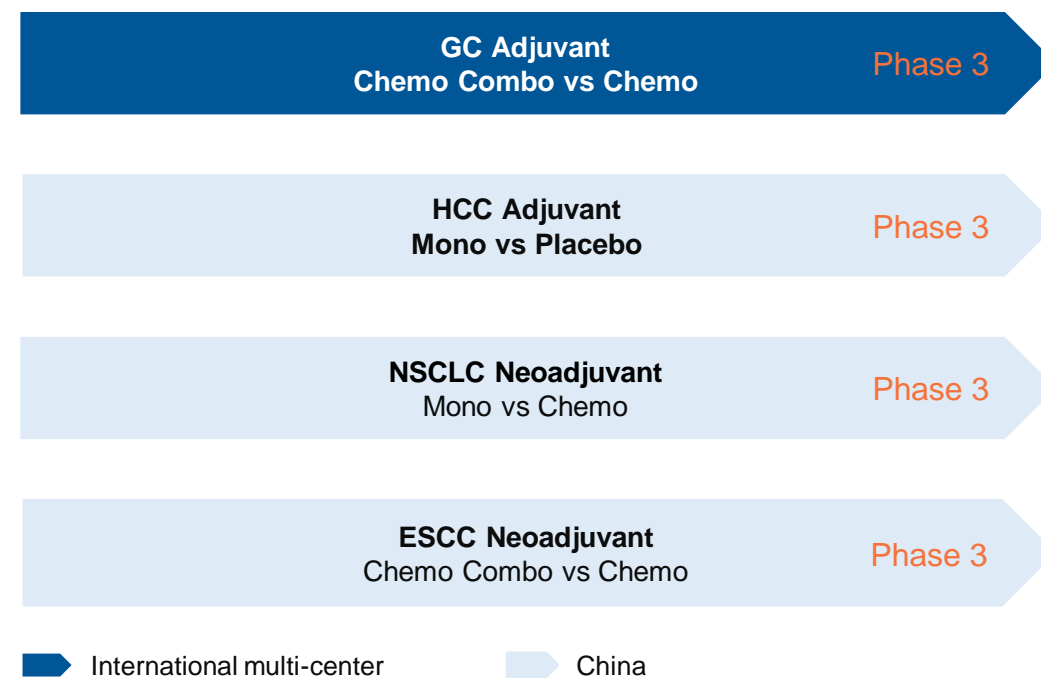 GC Adjuvant
Chemo Combo vs Chemo
Phase 3
HCC Adjuvant
Mono vs Placebo
Phase 3
NSCLC Neoadjuvant
Mono vs Chemo
Phase 3
ESCC Neoadjuvant
Chemo Combo vs Chemo
Phase 3
International multi-center
China